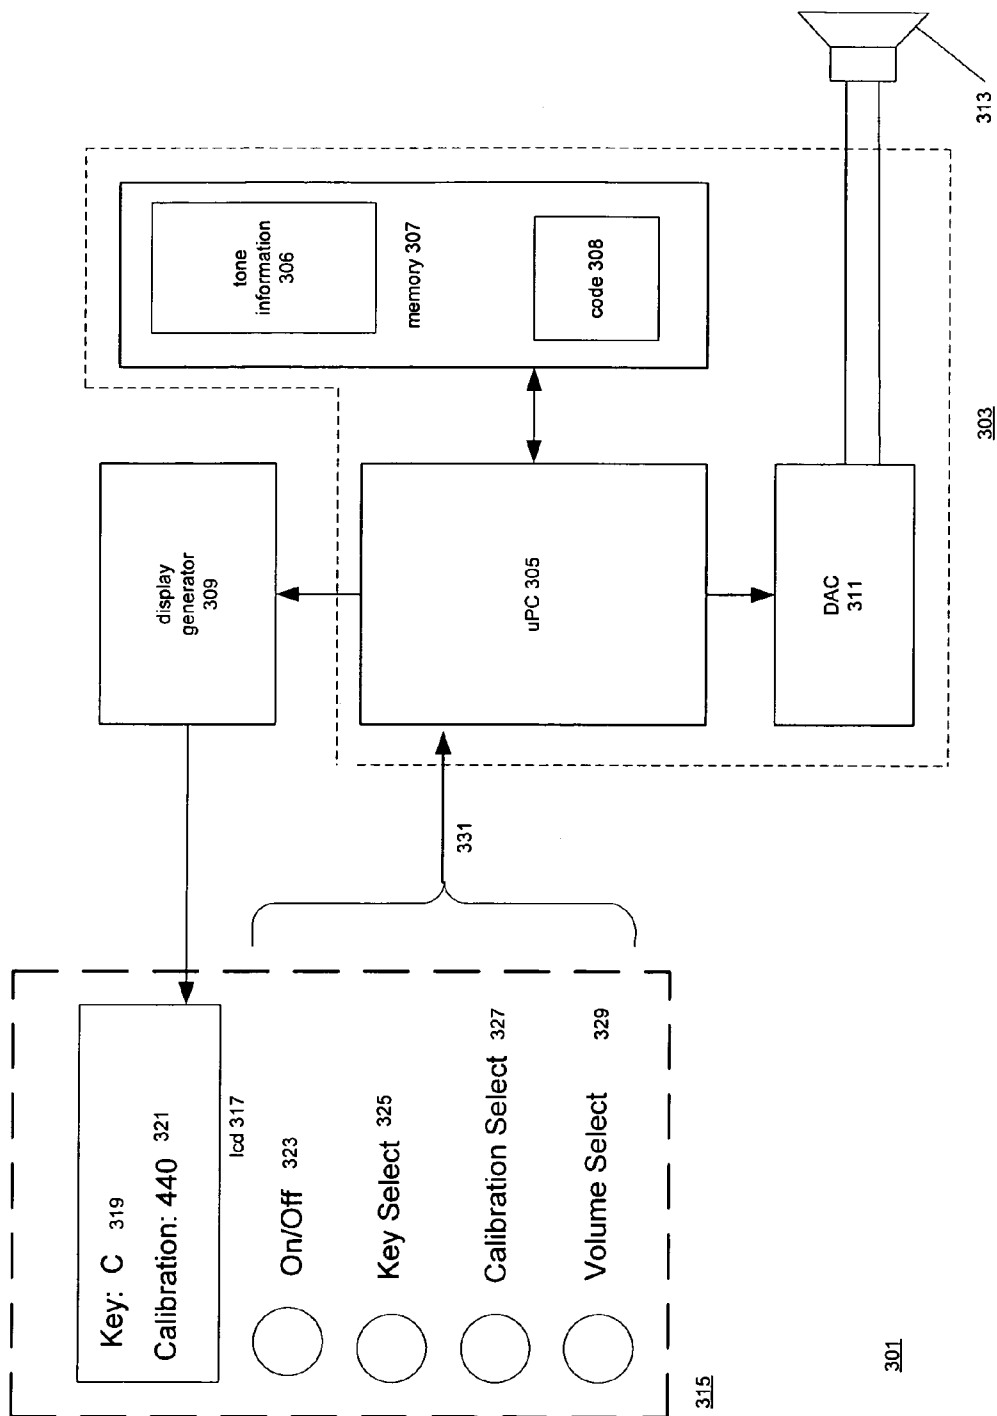 Key: C 319
Calibration: 440 321
lcd 317
On/Off 323
Key Select 325
Calibration Select 327
Volume Select 329
315
301
331
display
generator
309
uPC 305
tone
information
306
memory 307
code 308
DAC
311
303
313